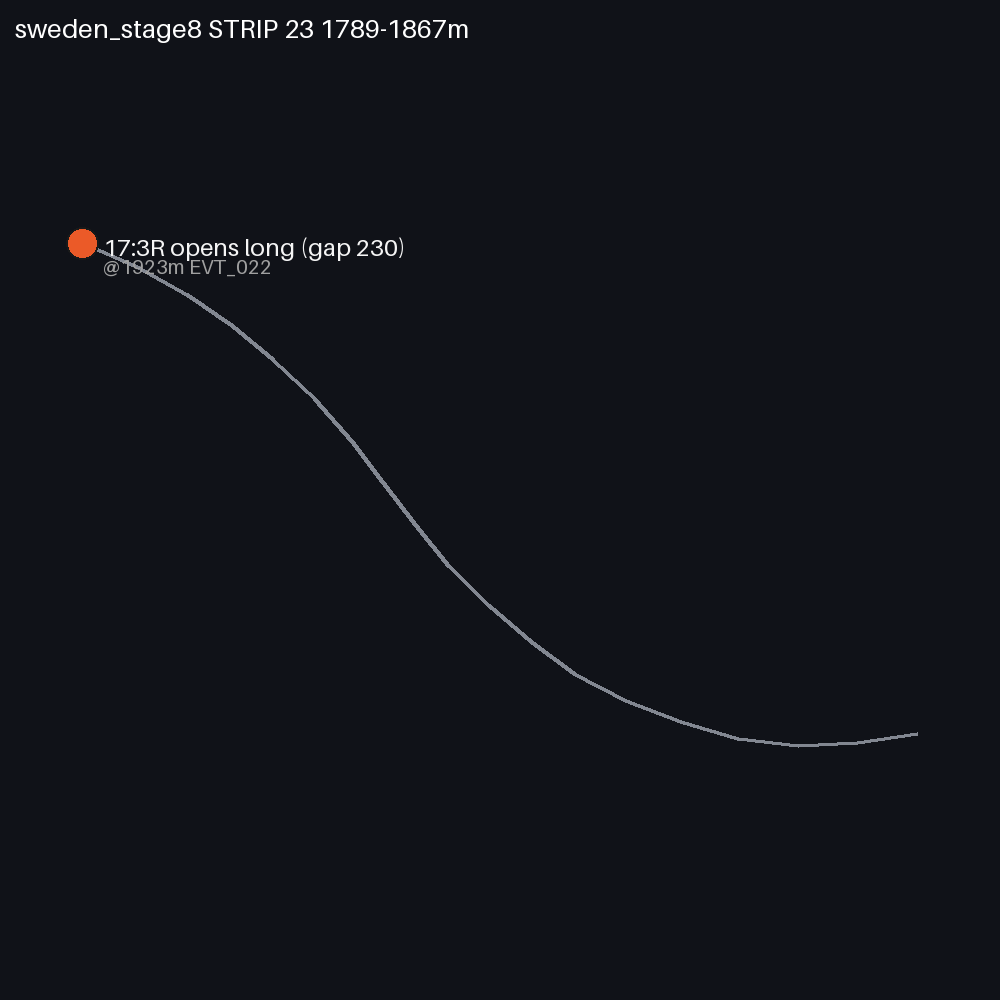 sweden_stage8 STRIP 23 1789-1867m
17:3R opens long (gap 230)
@1923m EVT_022